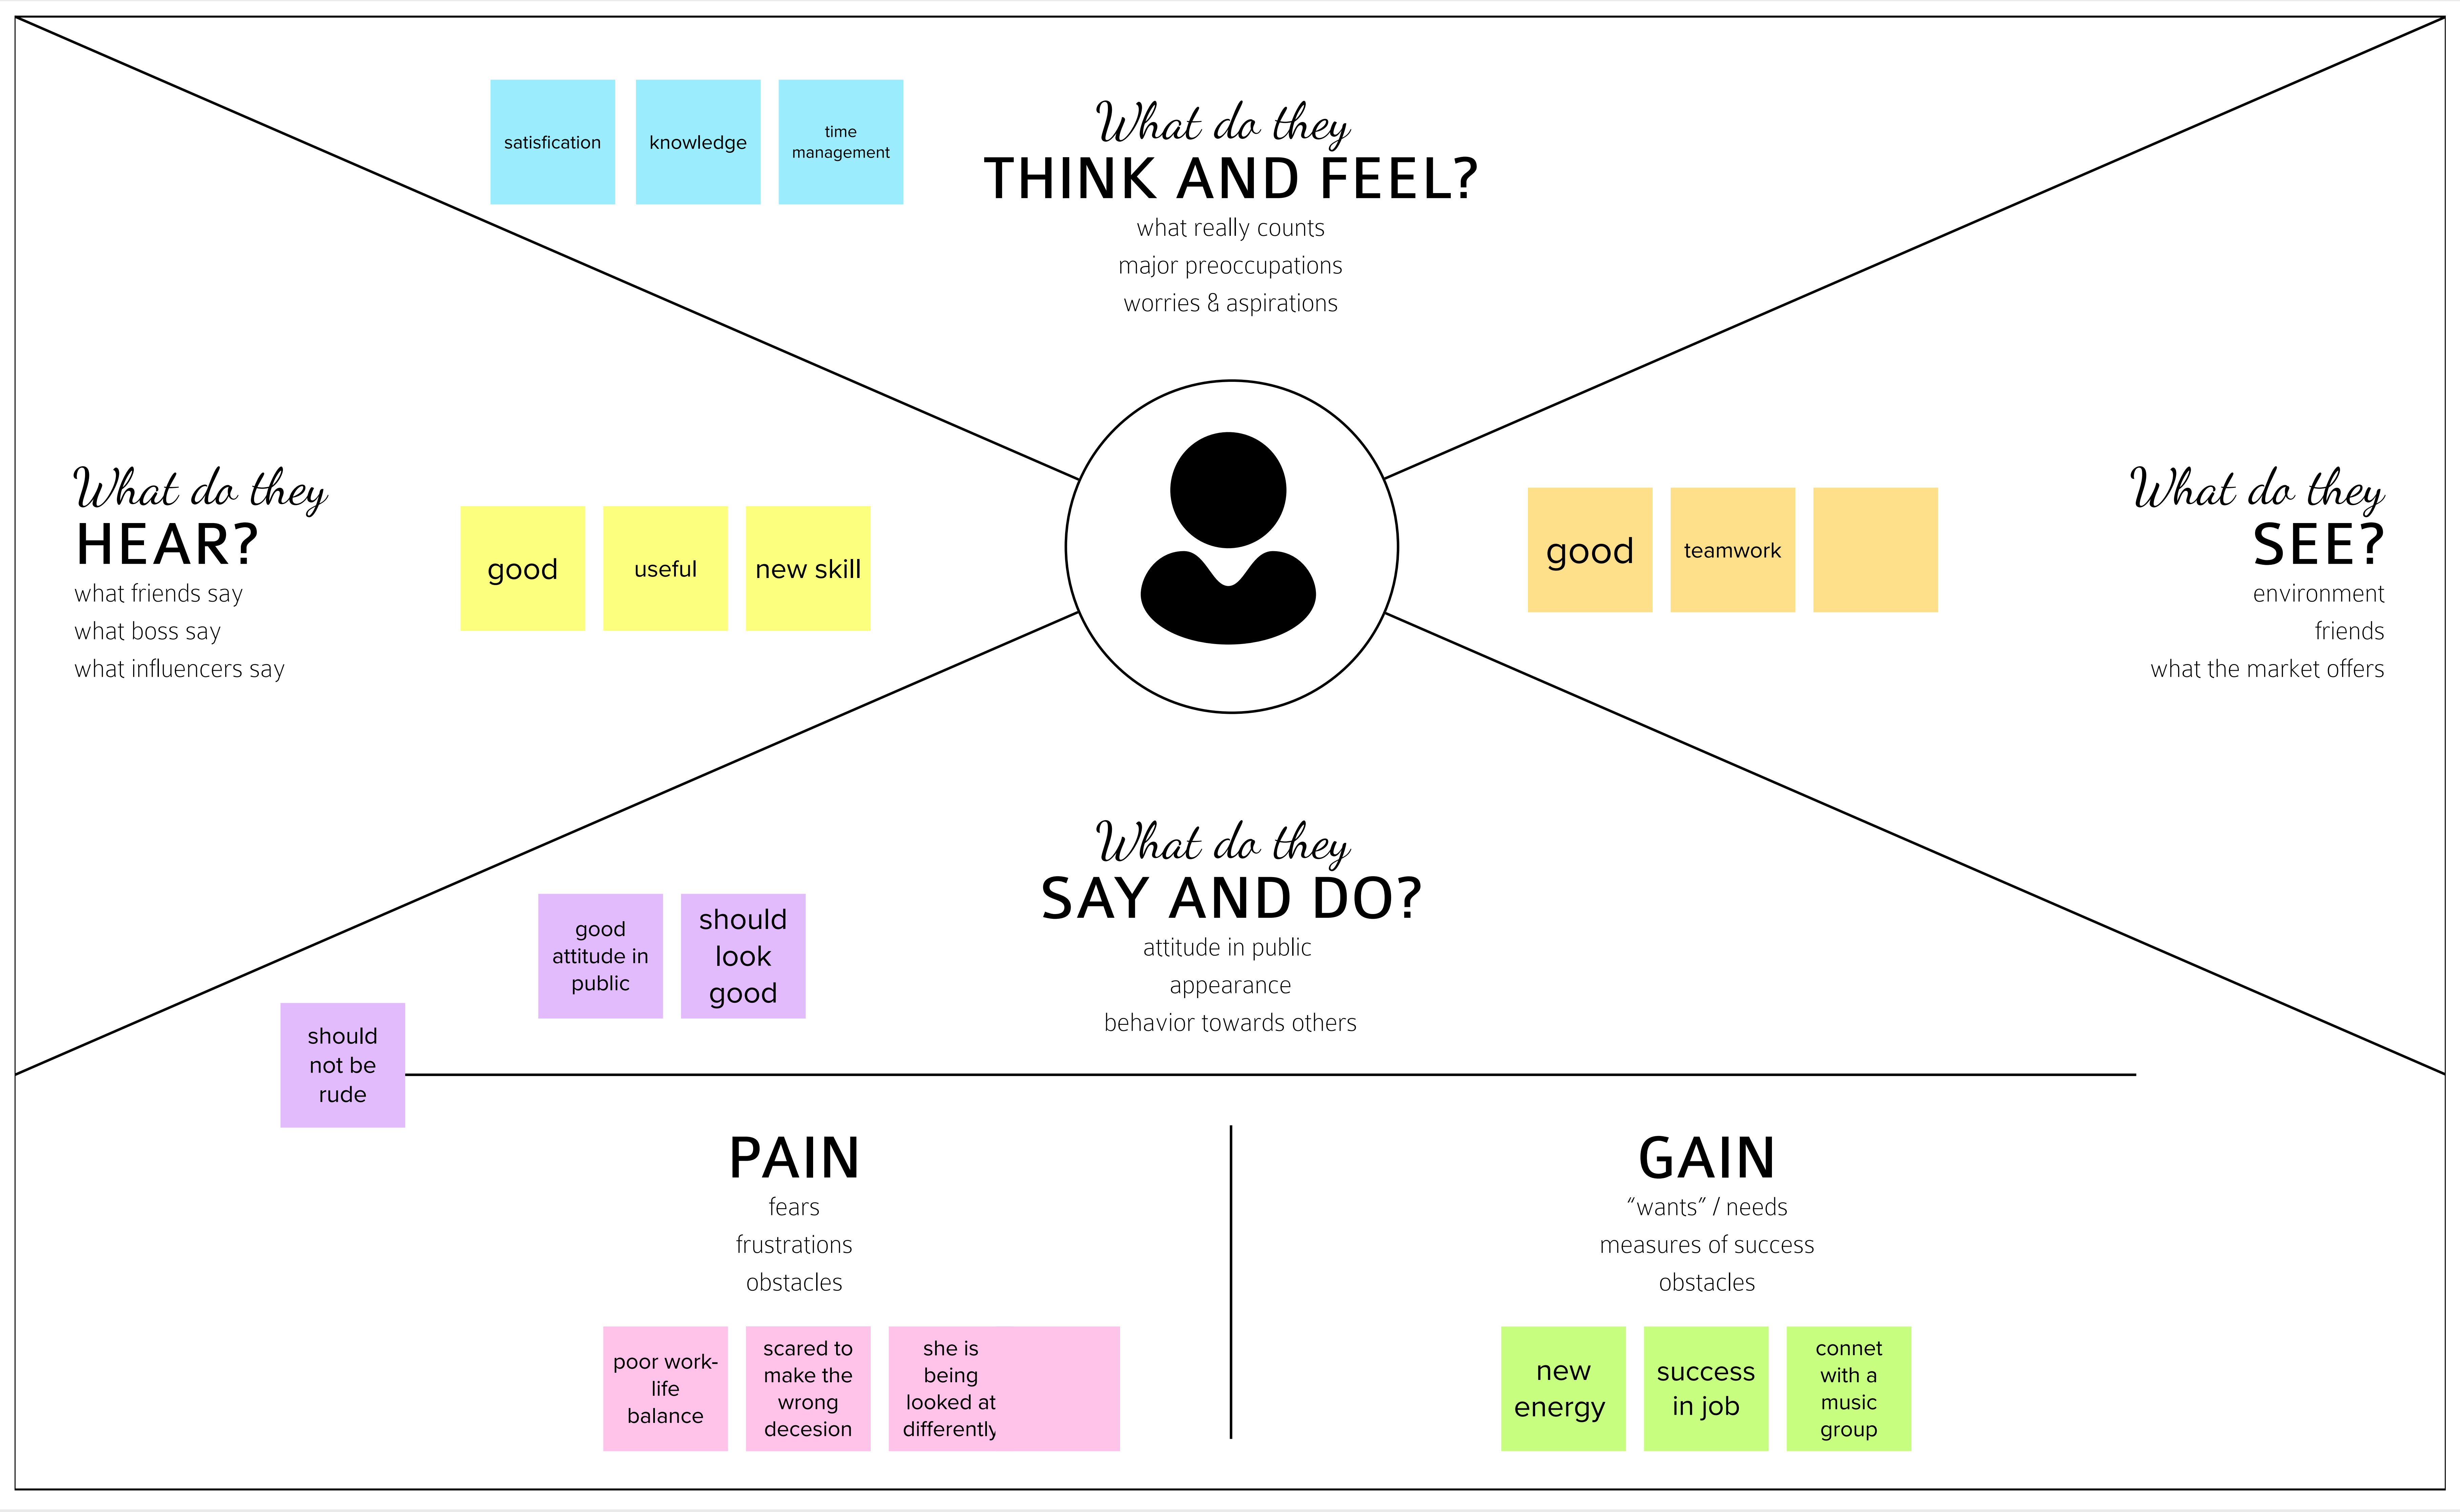 satisfication
knowledge
time
management
What do they
THINK AND FEEL?
what really counts
major preoccupations
worries & aspirations
What do they
HEAR?
what friends say
what boss say
what influencers say
good
useful
new skill
good
teamwork
What do they
SEE?
environment
friends
what the market offers
What do they
SAY AND DO?
attitude in public
appearance
behavior towards others
good
attitude in
public
should
look
good
should
not be
rude
PAIN
fears
frustrations
obstacles
poor work-
life
balance
scared to
make the
wrong
decesion
she is
being
looked at
differently
GAIN
“wants” / needs
measures of success
obstacles
new
energy
success
in job
connet
with a
music
group